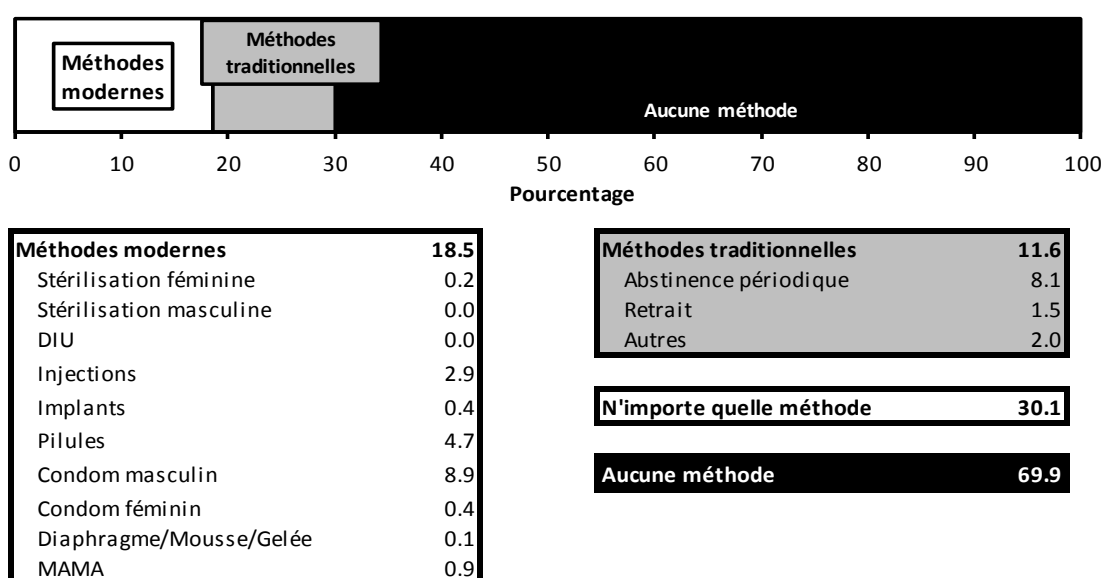 Méthodes
modernes
Méthodes
traditionnelles
Aucune méthode
0 10 20 30 40 50 60 70 80 90 100
Pourcentage
Méthodes modernes 18.5
Stérilisation féminine 0.2
Stérilisation masculine 0.0
DIU 0.0
Injections 2.9
Implants 0.4
Pilules 4.7
Condom masculin 8.9
Condom féminin 0.4
Diaphragme/Mousse/Gelée 0.1
MAMA 0.9
Méthodes traditionnelles 11.6
Abstinence périodique 8.1
Retrait 1.5
Autres 2.0
N'importe quelle méthode 30.1
Aucune méthode 69.9